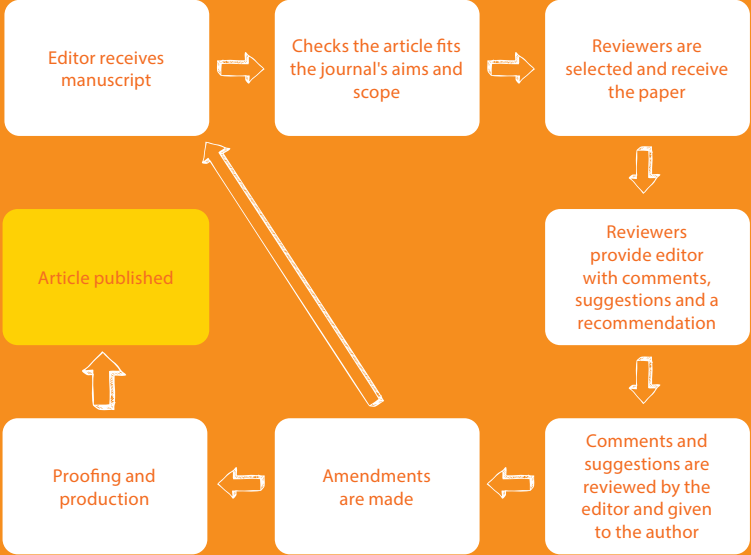 Editor receives
manuscript
Checks the article fits
the journal's aims and
scope
Reviewers are
selected and receive
the paper
Reviewers
provide editor
with comments,
suggestions and a
recommendation
Comments and
suggestions are
reviewed by the
editor and given
to the author
Amendments
are made
Proofing and
production
Article published